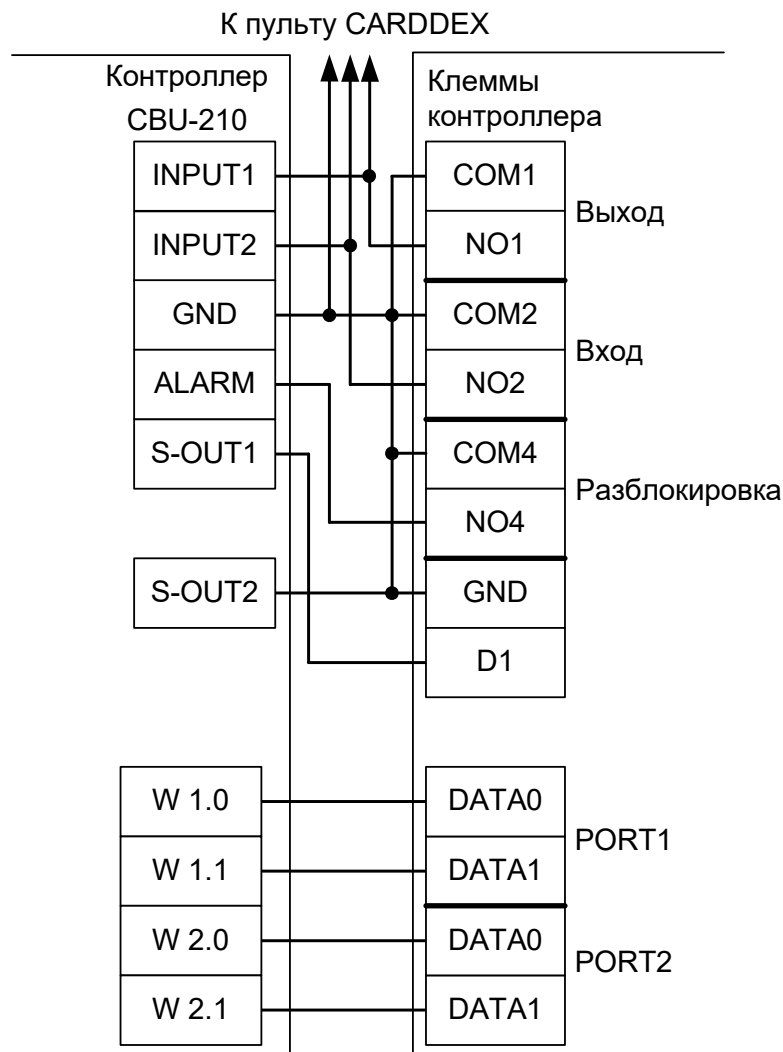 К пульту CARDDEX
Контроллер
CBU-210
INPUT1
INPUT2
GND
ALARM
S-OUT1
S-OUT2
W 1.0
W 1.1
W 2.0
W 2.1
Клеммы
контроллера
COM1
NO1
Выход
COM2
NO2
Вход
COM4
NO4
Разблокировка
GND
D1
DATA0
DATA1
PORT1
DATA0
DATA1
PORT2